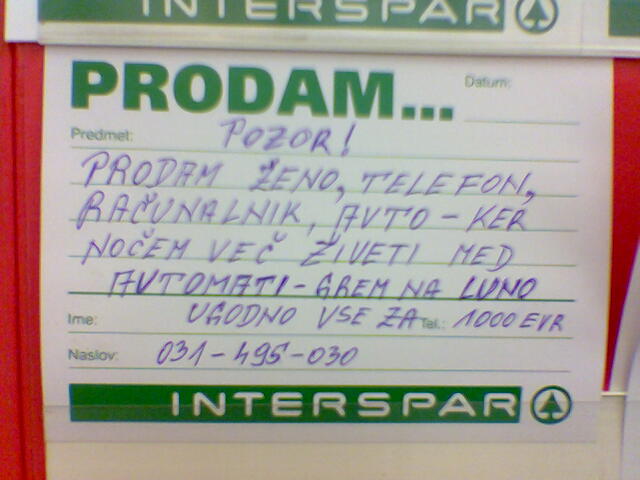 INTERSPAR
PRODAM...
Datum:
Predmet: POZOR!
PRODAM ŽENO, TELEFON,
RAČUNALNIK, AVTO - KER
NOČEM VEČ ŽIVETI MED
AVTOMATI - GREM NA LUNO
Ime: UGODNO VSE ZA Tel.: 1000 EVR
Naslov: 031-495-030
INTERSPAR